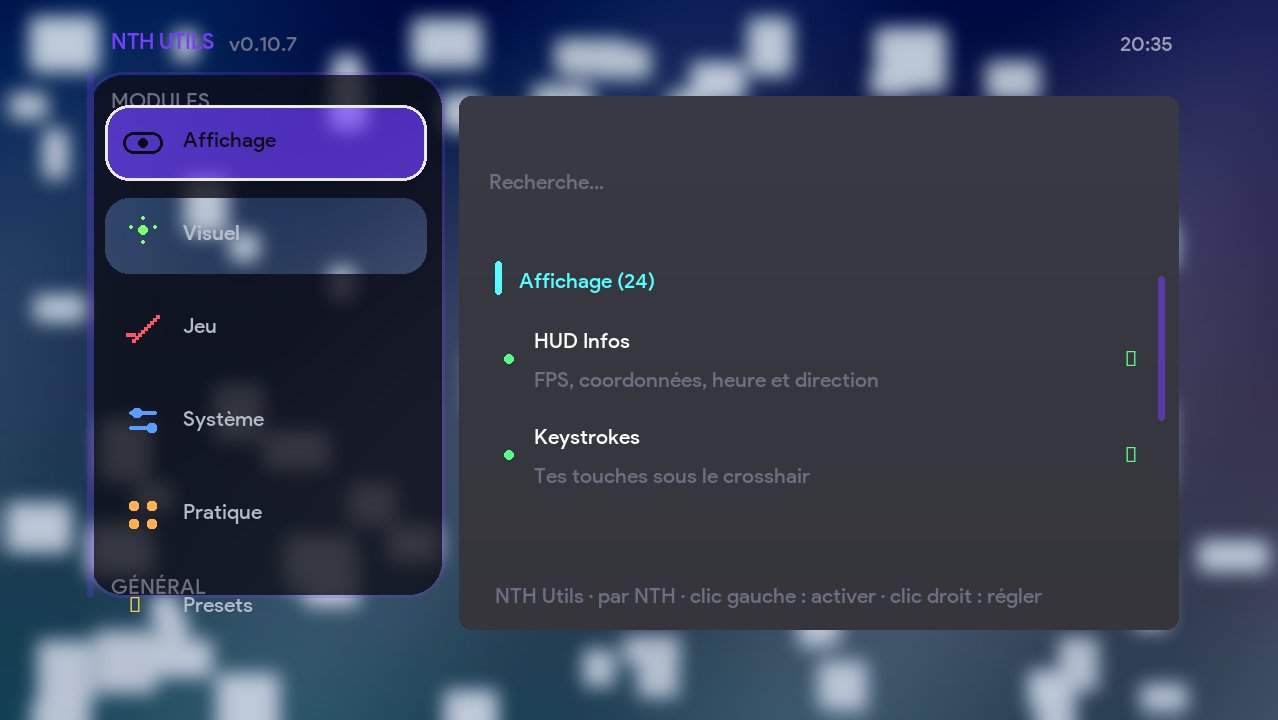 NTH UTILS v0.10.7
20:35
MODULES
Affichage
Visuel
Jeu
Système
Pratique
GÉNÉRAL
Presets
Recherche...
Affichage (24)
HUD Infos
FPS, coordonnées, heure et direction
Keystrokes
Tes touches sous le crosshair
NTH Utils · par NTH · clic gauche : activer · clic droit : régler